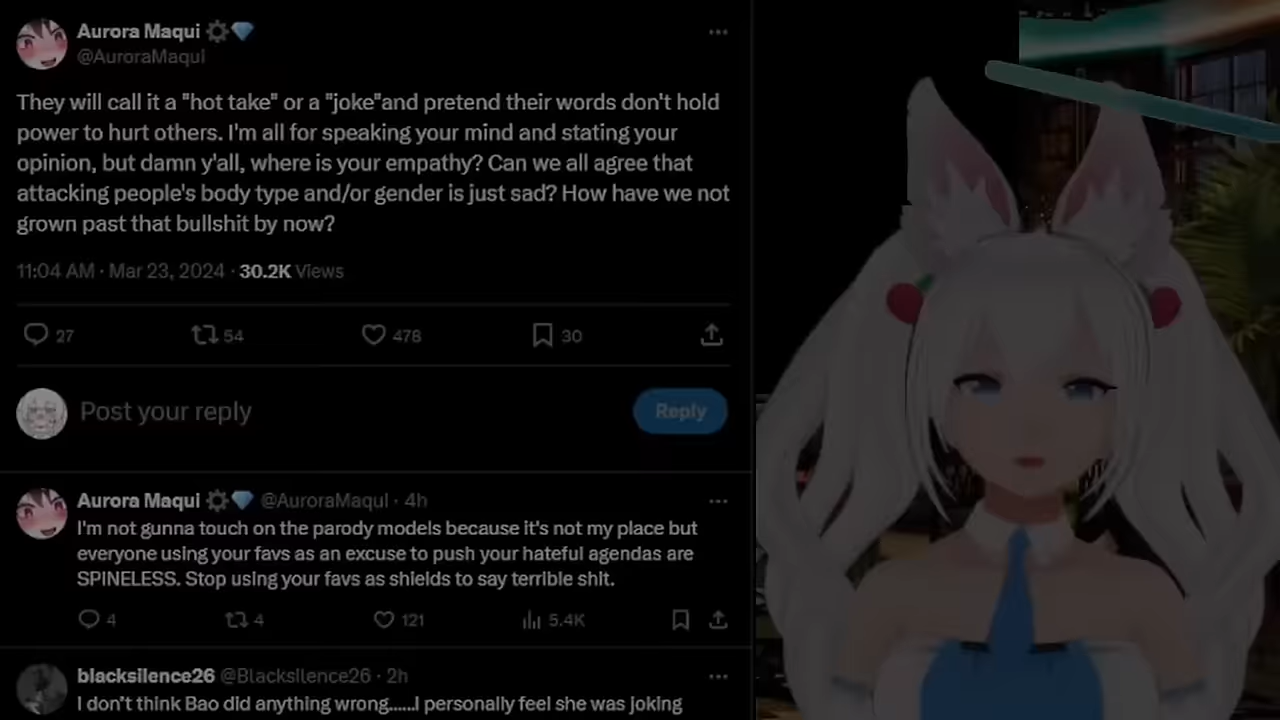 Aurora Maqui
@AuroraMaqui
They will call it a "hot take" or a "joke"and pretend their words don't hold
power to hurt others. I'm all for speaking your mind and stating your
opinion, but damn y'all, where is your empathy? Can we all agree that
attacking people's body type and/or gender is just sad? How have we not
grown past that bullshit by now?
11:04 AM · Mar 23, 2024 · 30.2K Views
27 54 478 30
Post your reply
Reply
Aurora Maqui @AuroraMaqui · 4h
I'm not gunna touch on the parody models because it's not my place but
everyone using your favs as an excuse to push your hateful agendas are
SPINELESS. Stop using your favs as shields to say terrible shit.
4 4 121 5.4K
blacksilence26 @Blacksilence26 · 2h
I don't think Bao did anything wrong......I personally feel she was joking